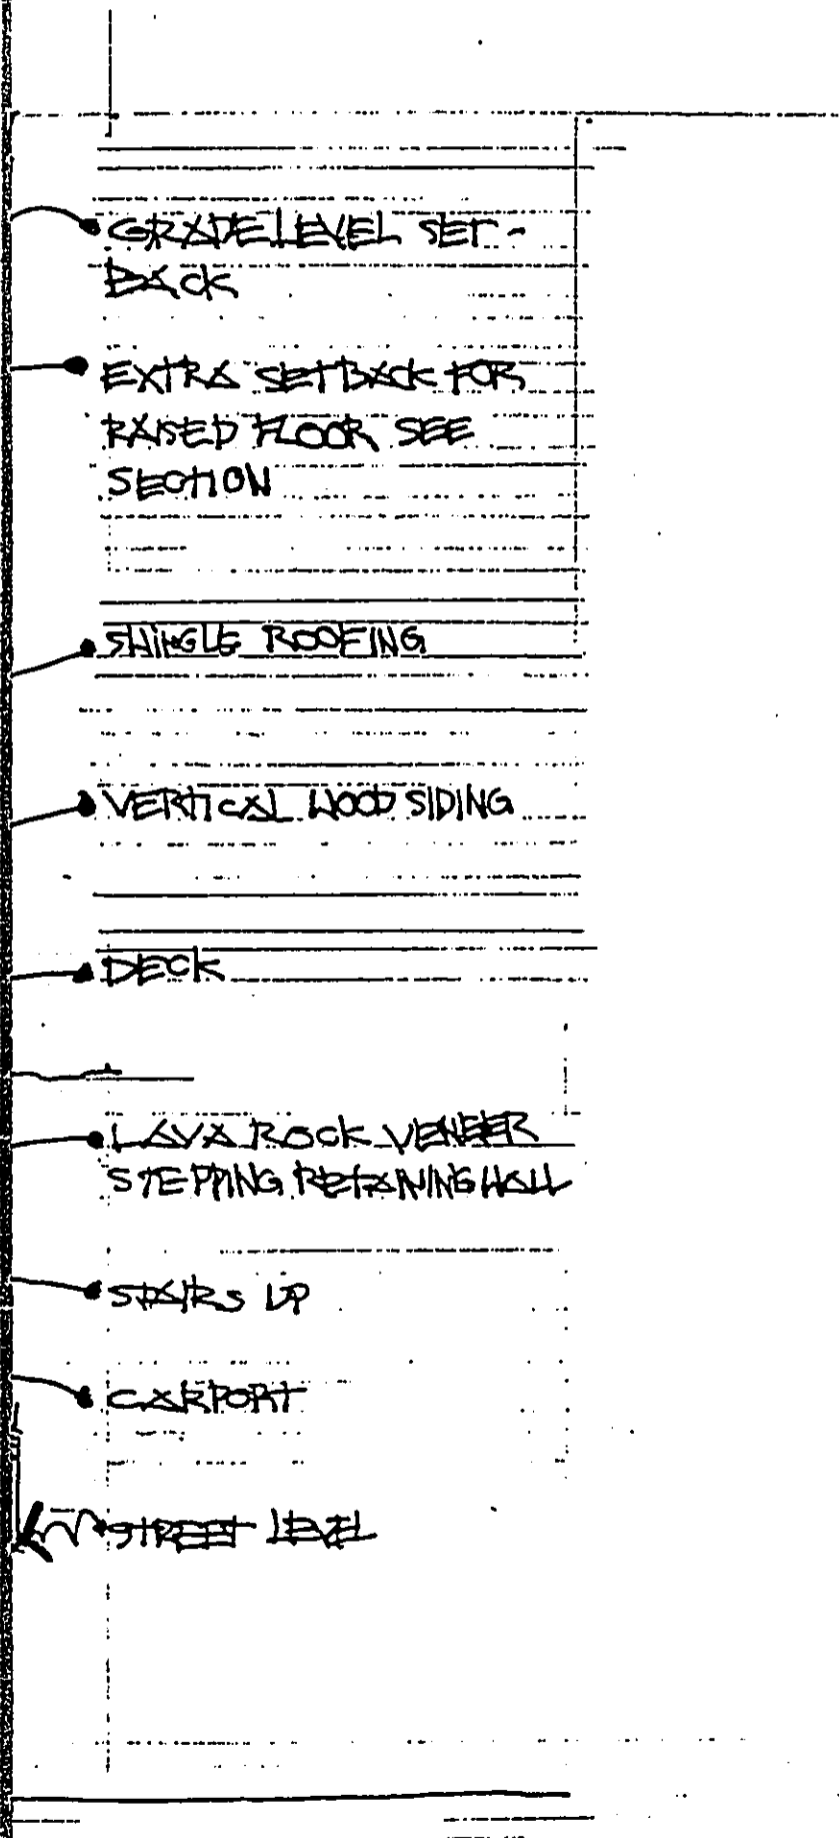 GRADE LEVEL SET-
BACK
EXTRA SETBACK FOR
RAISED FLOOR SEE
SECTION
SHINGLE ROOFING
VERTICAL WOOD SIDING
DECK
LAVA ROCK VENEER
STEPPING RETAINING WALL
STAIRS UP
CARPORT
STREET LEVEL